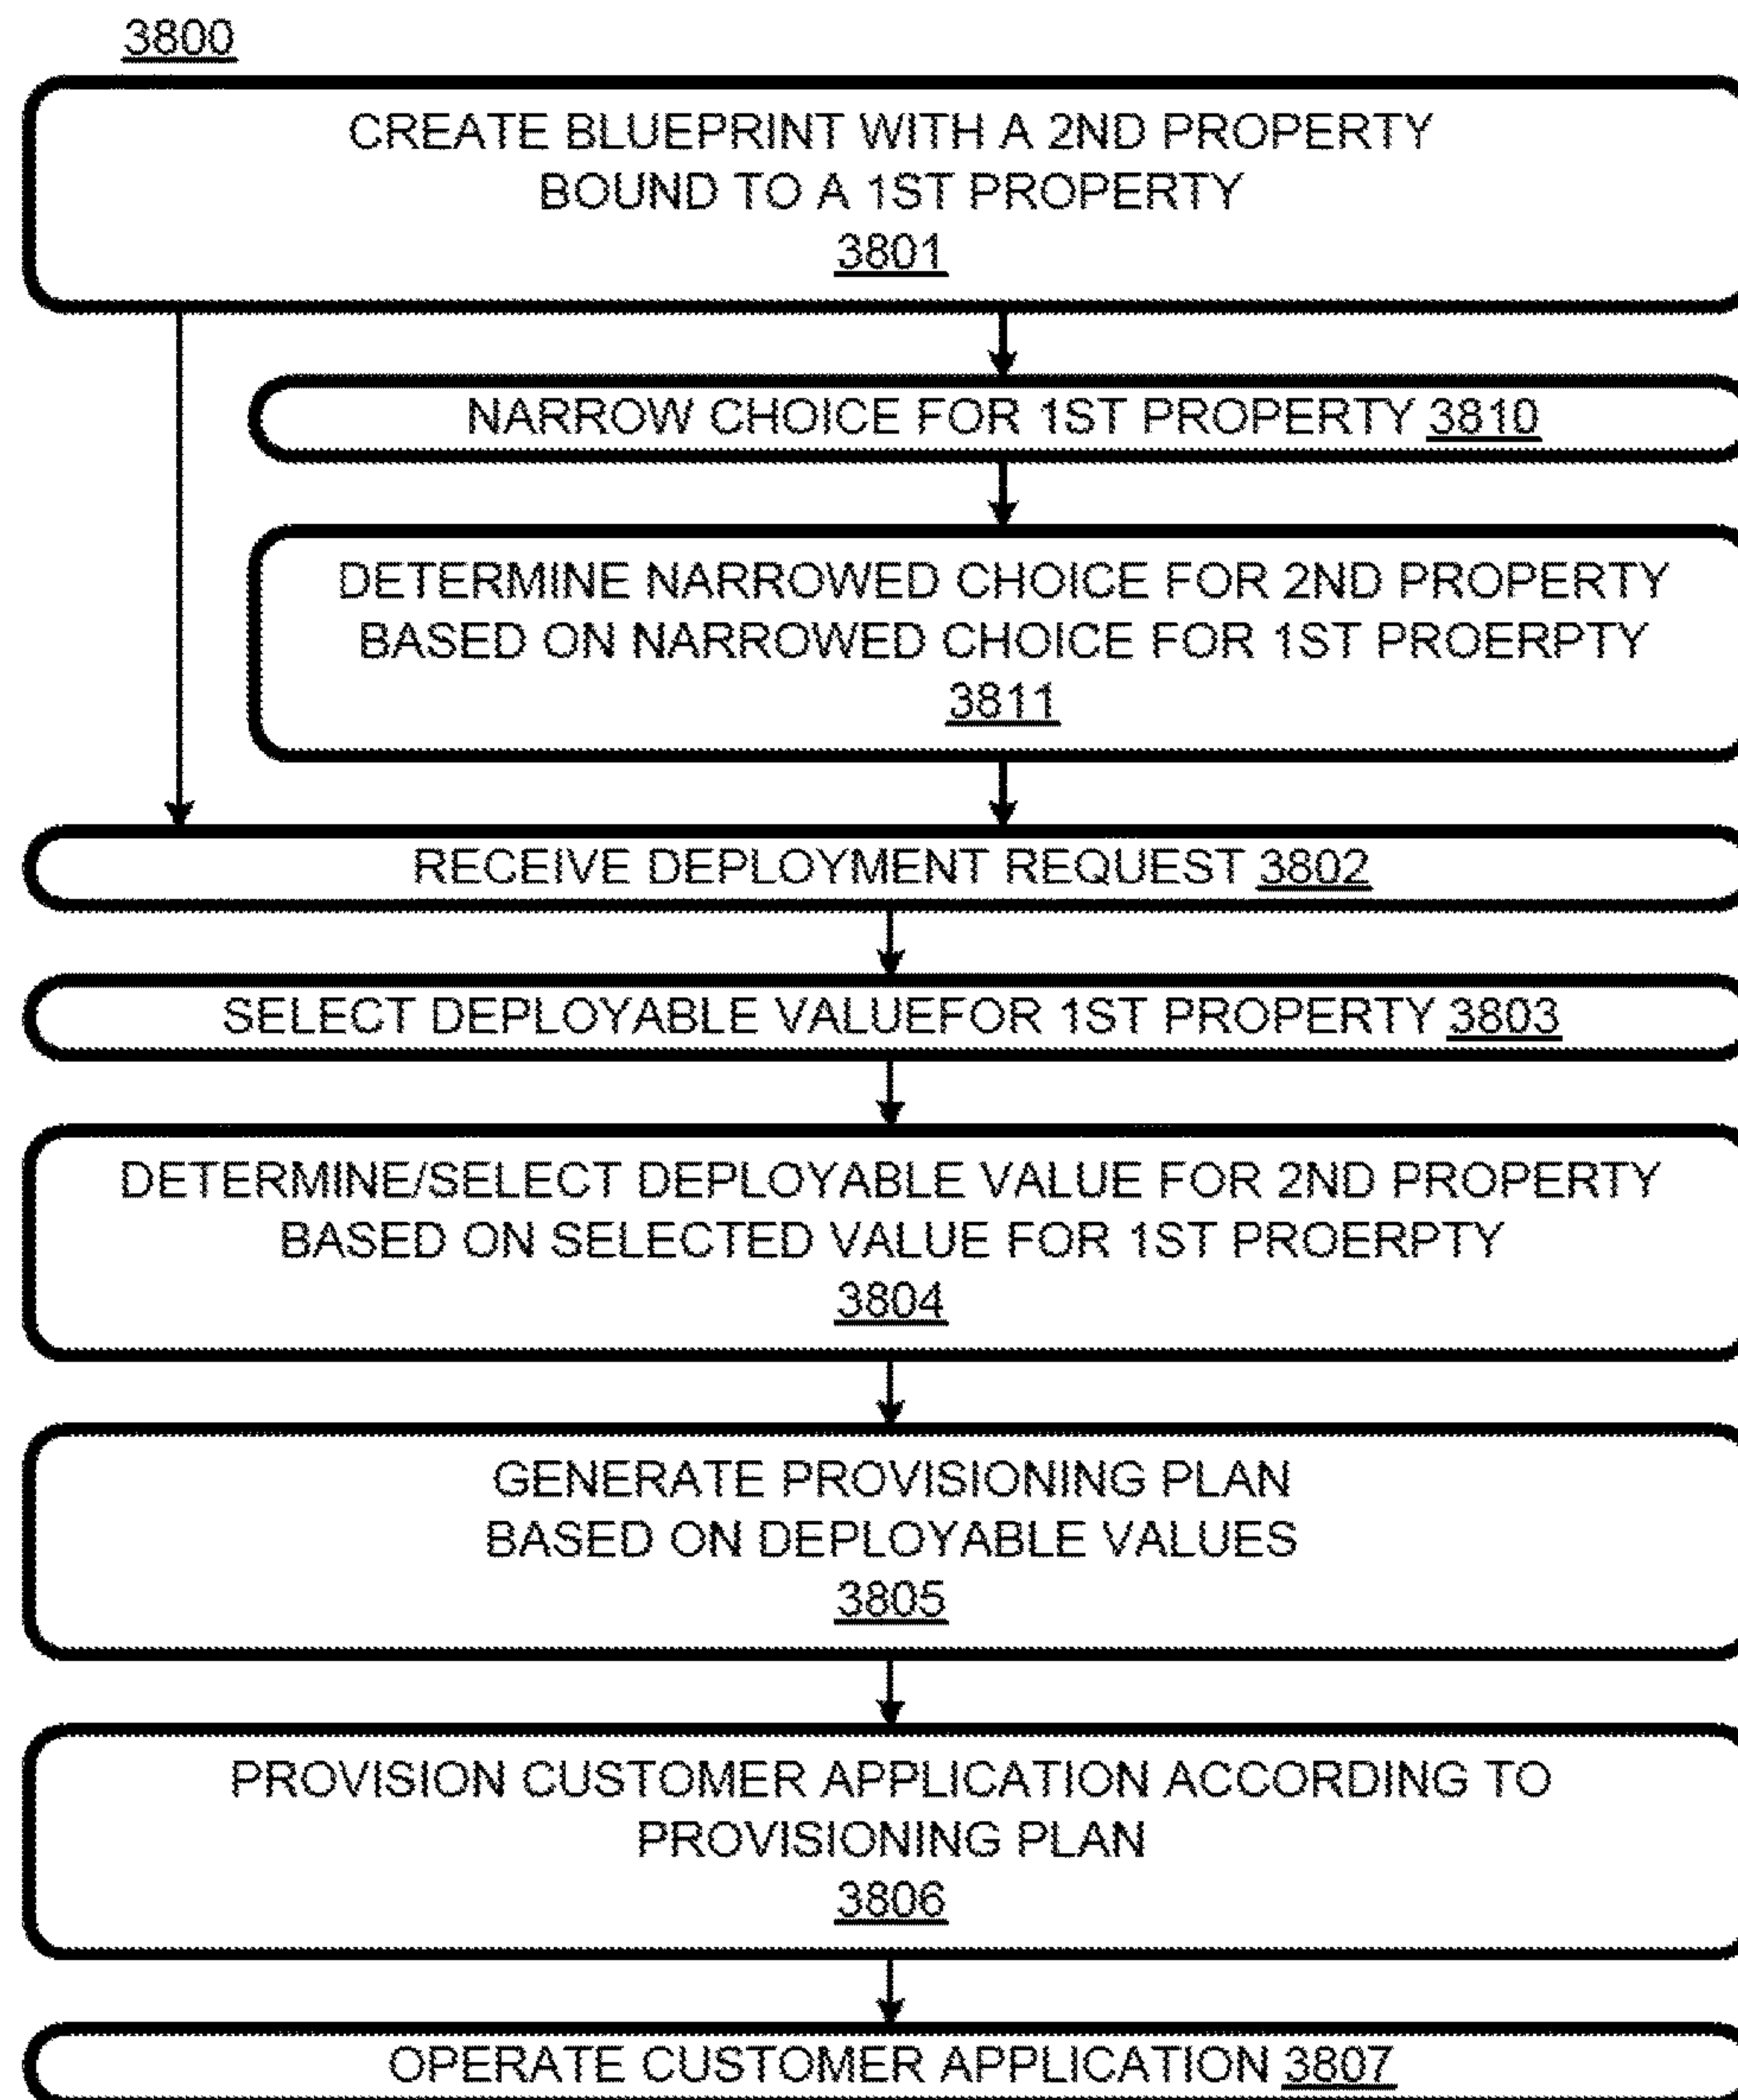 3800
CREATE BLUEPRINT WITH A 2ND PROPERTY
BOUND TO A 1ST PROPERTY
3801
NARROW CHOICE FOR 1ST PROPERTY 3810
DETERMINE NARROWED CHOICE FOR 2ND PROPERTY
BASED ON NARROWED CHOICE FOR 1ST PROERPTY
3811
RECEIVE DEPLOYMENT REQUEST 3802
SELECT DEPLOYABLE VALUEFOR 1ST PROPERTY 3803
DETERMINE/SELECT DEPLOYABLE VALUE FOR 2ND PROPERTY
BASED ON SELECTED VALUE FOR 1ST PROERPTY
3804
GENERATE PROVISIONING PLAN
BASED ON DEPLOYABLE VALUES
3805
PROVISION CUSTOMER APPLICATION ACCORDING TO
PROVISIONING PLAN
3806
OPERATE CUSTOMER APPLICATION 3807